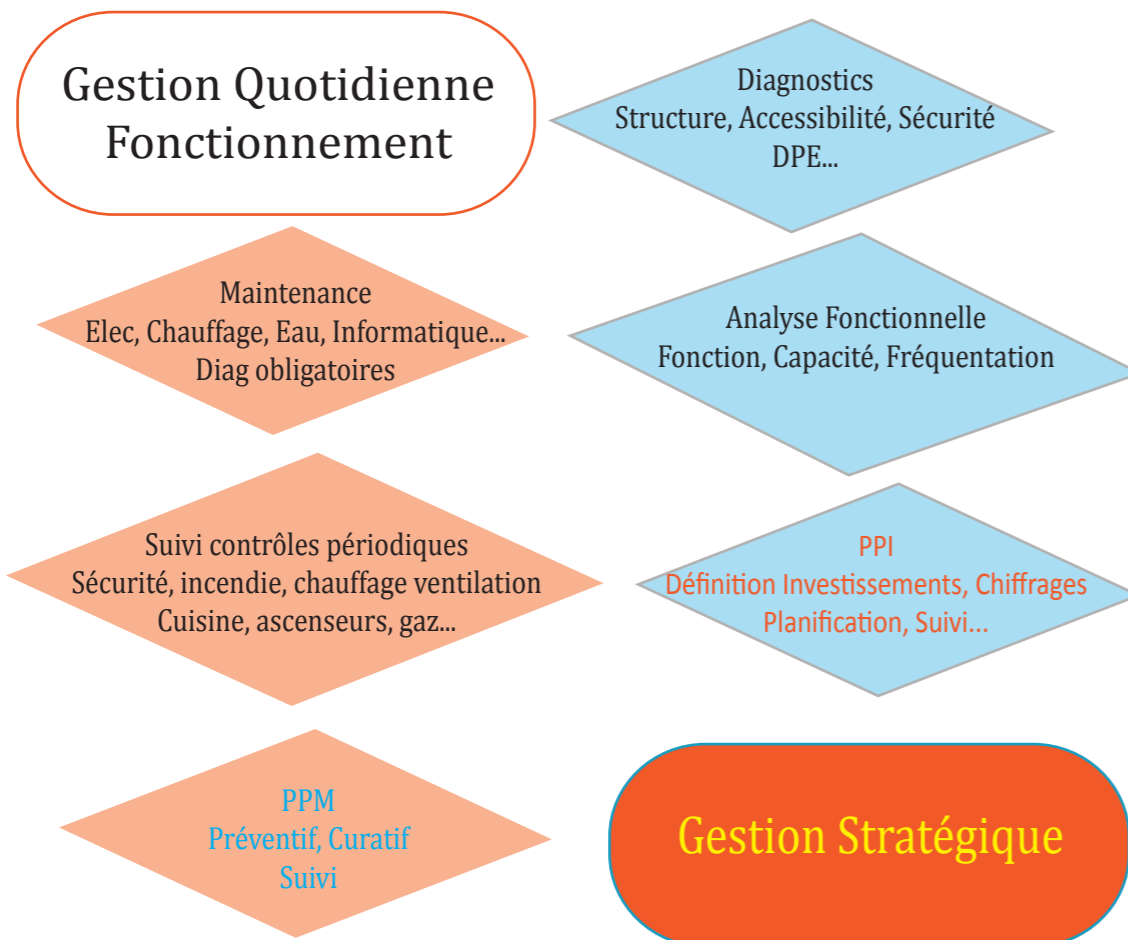 Gestion Quotidienne
Fonctionnement
Maintenance
Elec, Chauffage, Eau, Informatique...
Diag obligatoires
Suivi contrôles périodiques
Sécurité, incendie, chauffage ventilation
Cuisine, ascenseurs, gaz...
PPM
Préventif, Curatif
Suivi
Diagnostics
Structure, Accessibilité, Sécurité
DPE...
Analyse Fonctionnelle
Fonction, Capacité, Fréquentation
PPI
Définition Investissements, Chiffrages
Planification, Suivi...
Gestion Stratégique